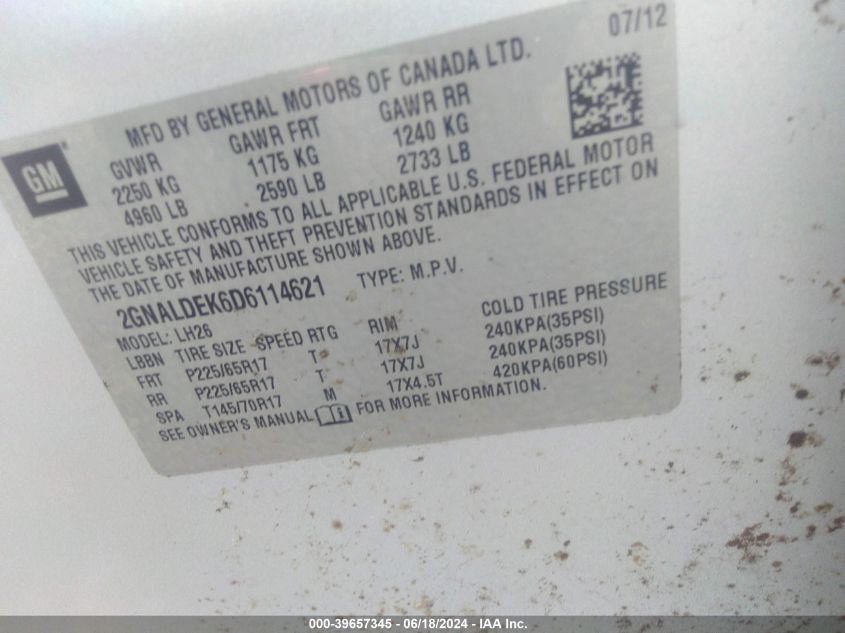 07/12
MFD BY GENERAL MOTORS OF CANADA LTD.
GM
GVWR GAWR FRT GAWR RR
2250 KG 1175 KG 1240 KG
4960 LB 2590 LB 2733 LB
THIS VEHICLE CONFORMS TO ALL APPLICABLE U.S. FEDERAL MOTOR
VEHICLE SAFETY AND THEFT PREVENTION STANDARDS IN EFFECT ON
THE DATE OF MANUFACTURE SHOWN ABOVE.
2GNALDEK6D6114621 TYPE: M.P.V.
MODEL: LH26
LBBN TIRE SIZE SPEED RTG RIM COLD TIRE PRESSURE
FRT P225/65R17 T 17X7J 240KPA(35PSI)
RR P225/65R17 T 17X7J 240KPA(35PSI)
SPA T145/70R17 M 17X4.5T 420KPA(60PSI)
SEE OWNER'S MANUAL FOR MORE INFORMATION.
000-39657345 / 06/18/2024 - IAA Inc.